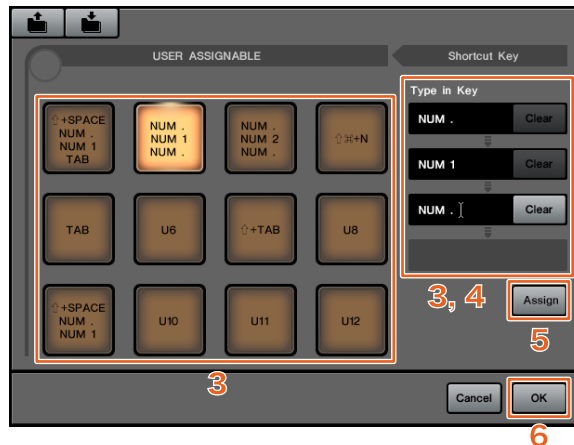 USER ASSIGNABLE
Shortcut Key
Type in Key
⇧+SPACE
NUM .
NUM 1
TAB
NUM .
NUM 1
NUM .
NUM .
NUM 2
NUM .
⇧⌘+N
NUM .
Clear
NUM 1
Clear
NUM .
Clear
TAB
U6
⇧+TAB
U8
3, 4
Assign
5
⇧+SPACE
NUM .
NUM 1
U10
U11
U12
3
Cancel
OK
6